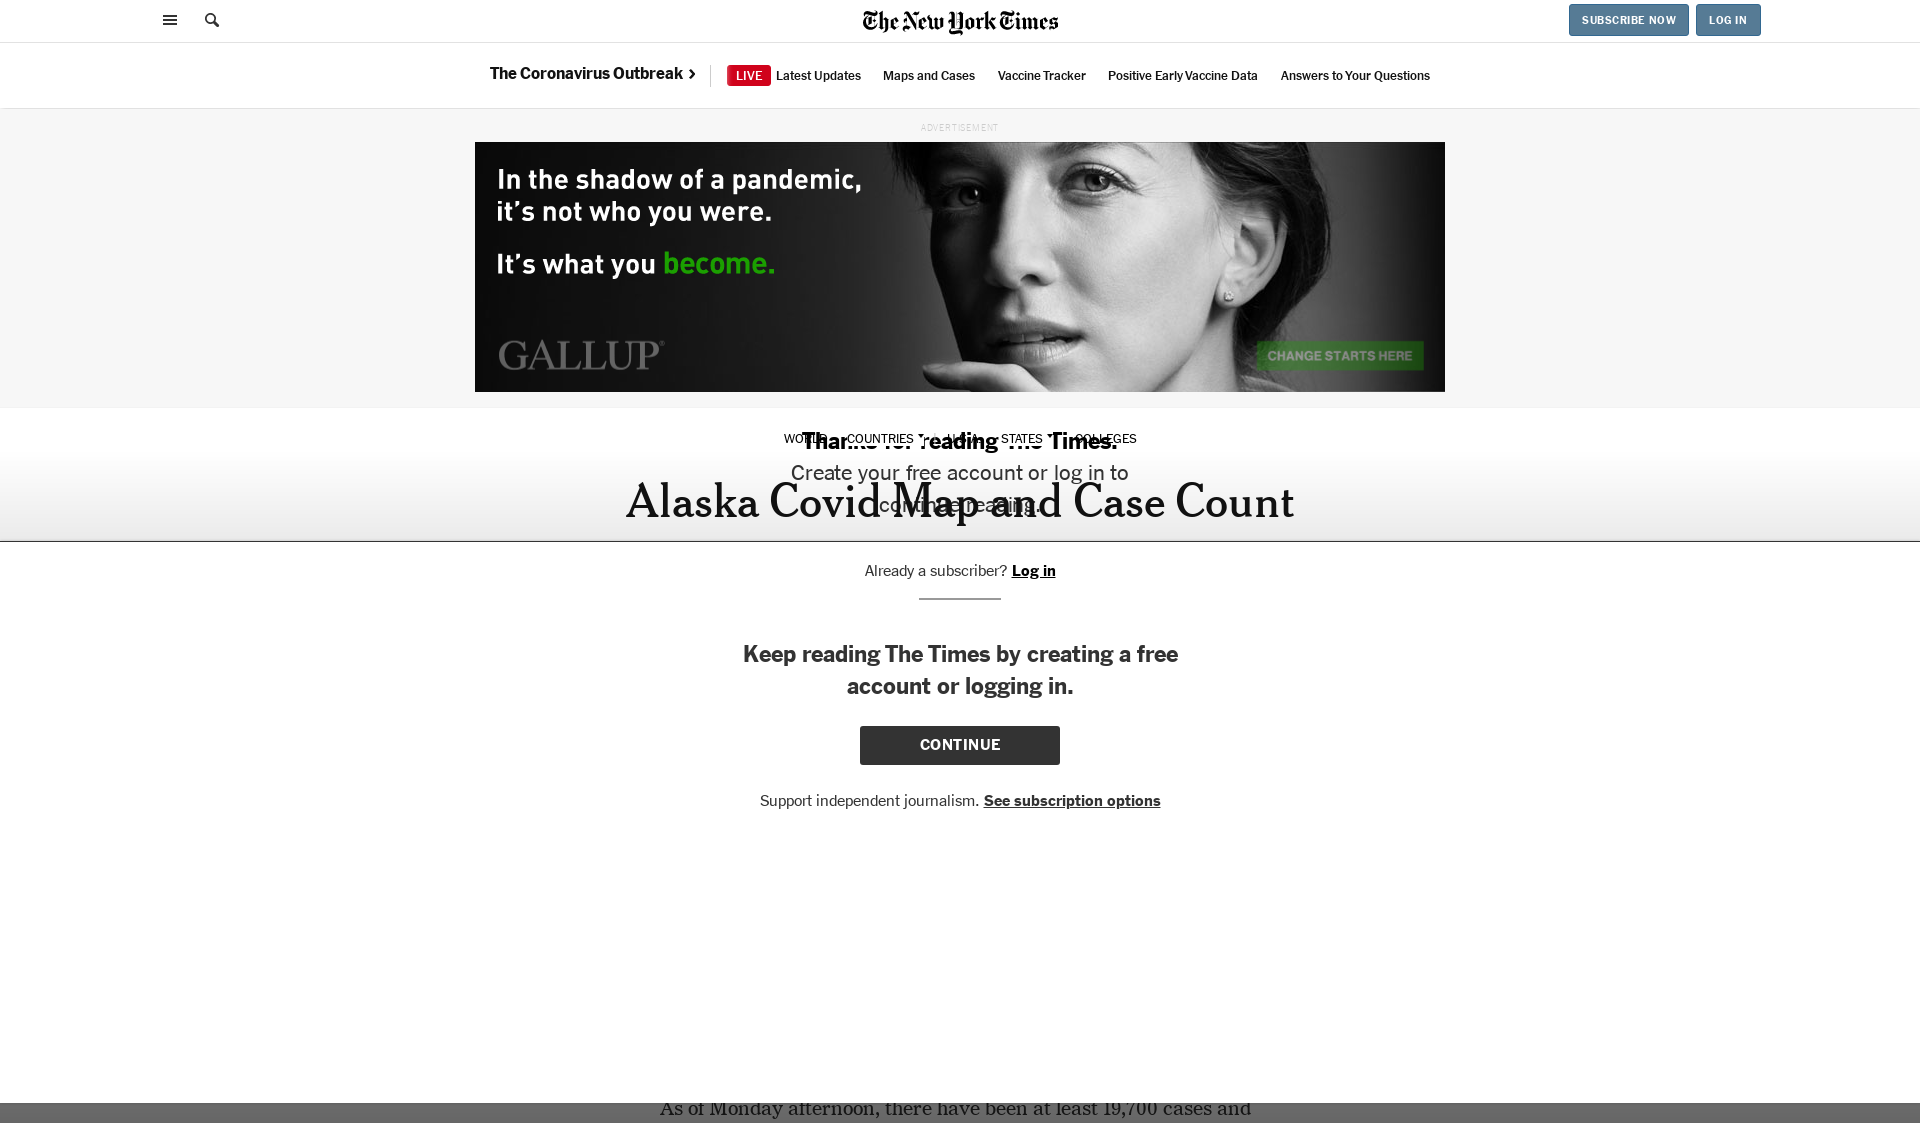 The New York Times
SUBSCRIBE NOW
LOG IN
The Coronavirus Outbreak
LIVE Latest Updates
Maps and Cases
Vaccine Tracker
Positive Early Vaccine Data
Answers to Your Questions
ADVERTISEMENT
In the shadow of a pandemic,
it's not who you were.
It's what you become.
GALLUP®
CHANGE STARTS HERE
WORLD COUNTRIES U.S.A. STATES COLLEGES
Thanks for reading The Times.
Create your free account or log in to
continue reading.
Alaska Covid Map and Case Count
Already a subscriber? Log in
Keep reading The Times by creating a free
account or logging in.
CONTINUE
Support independent journalism. See subscription options
As of Monday afternoon, there have been at least 19,700 cases and